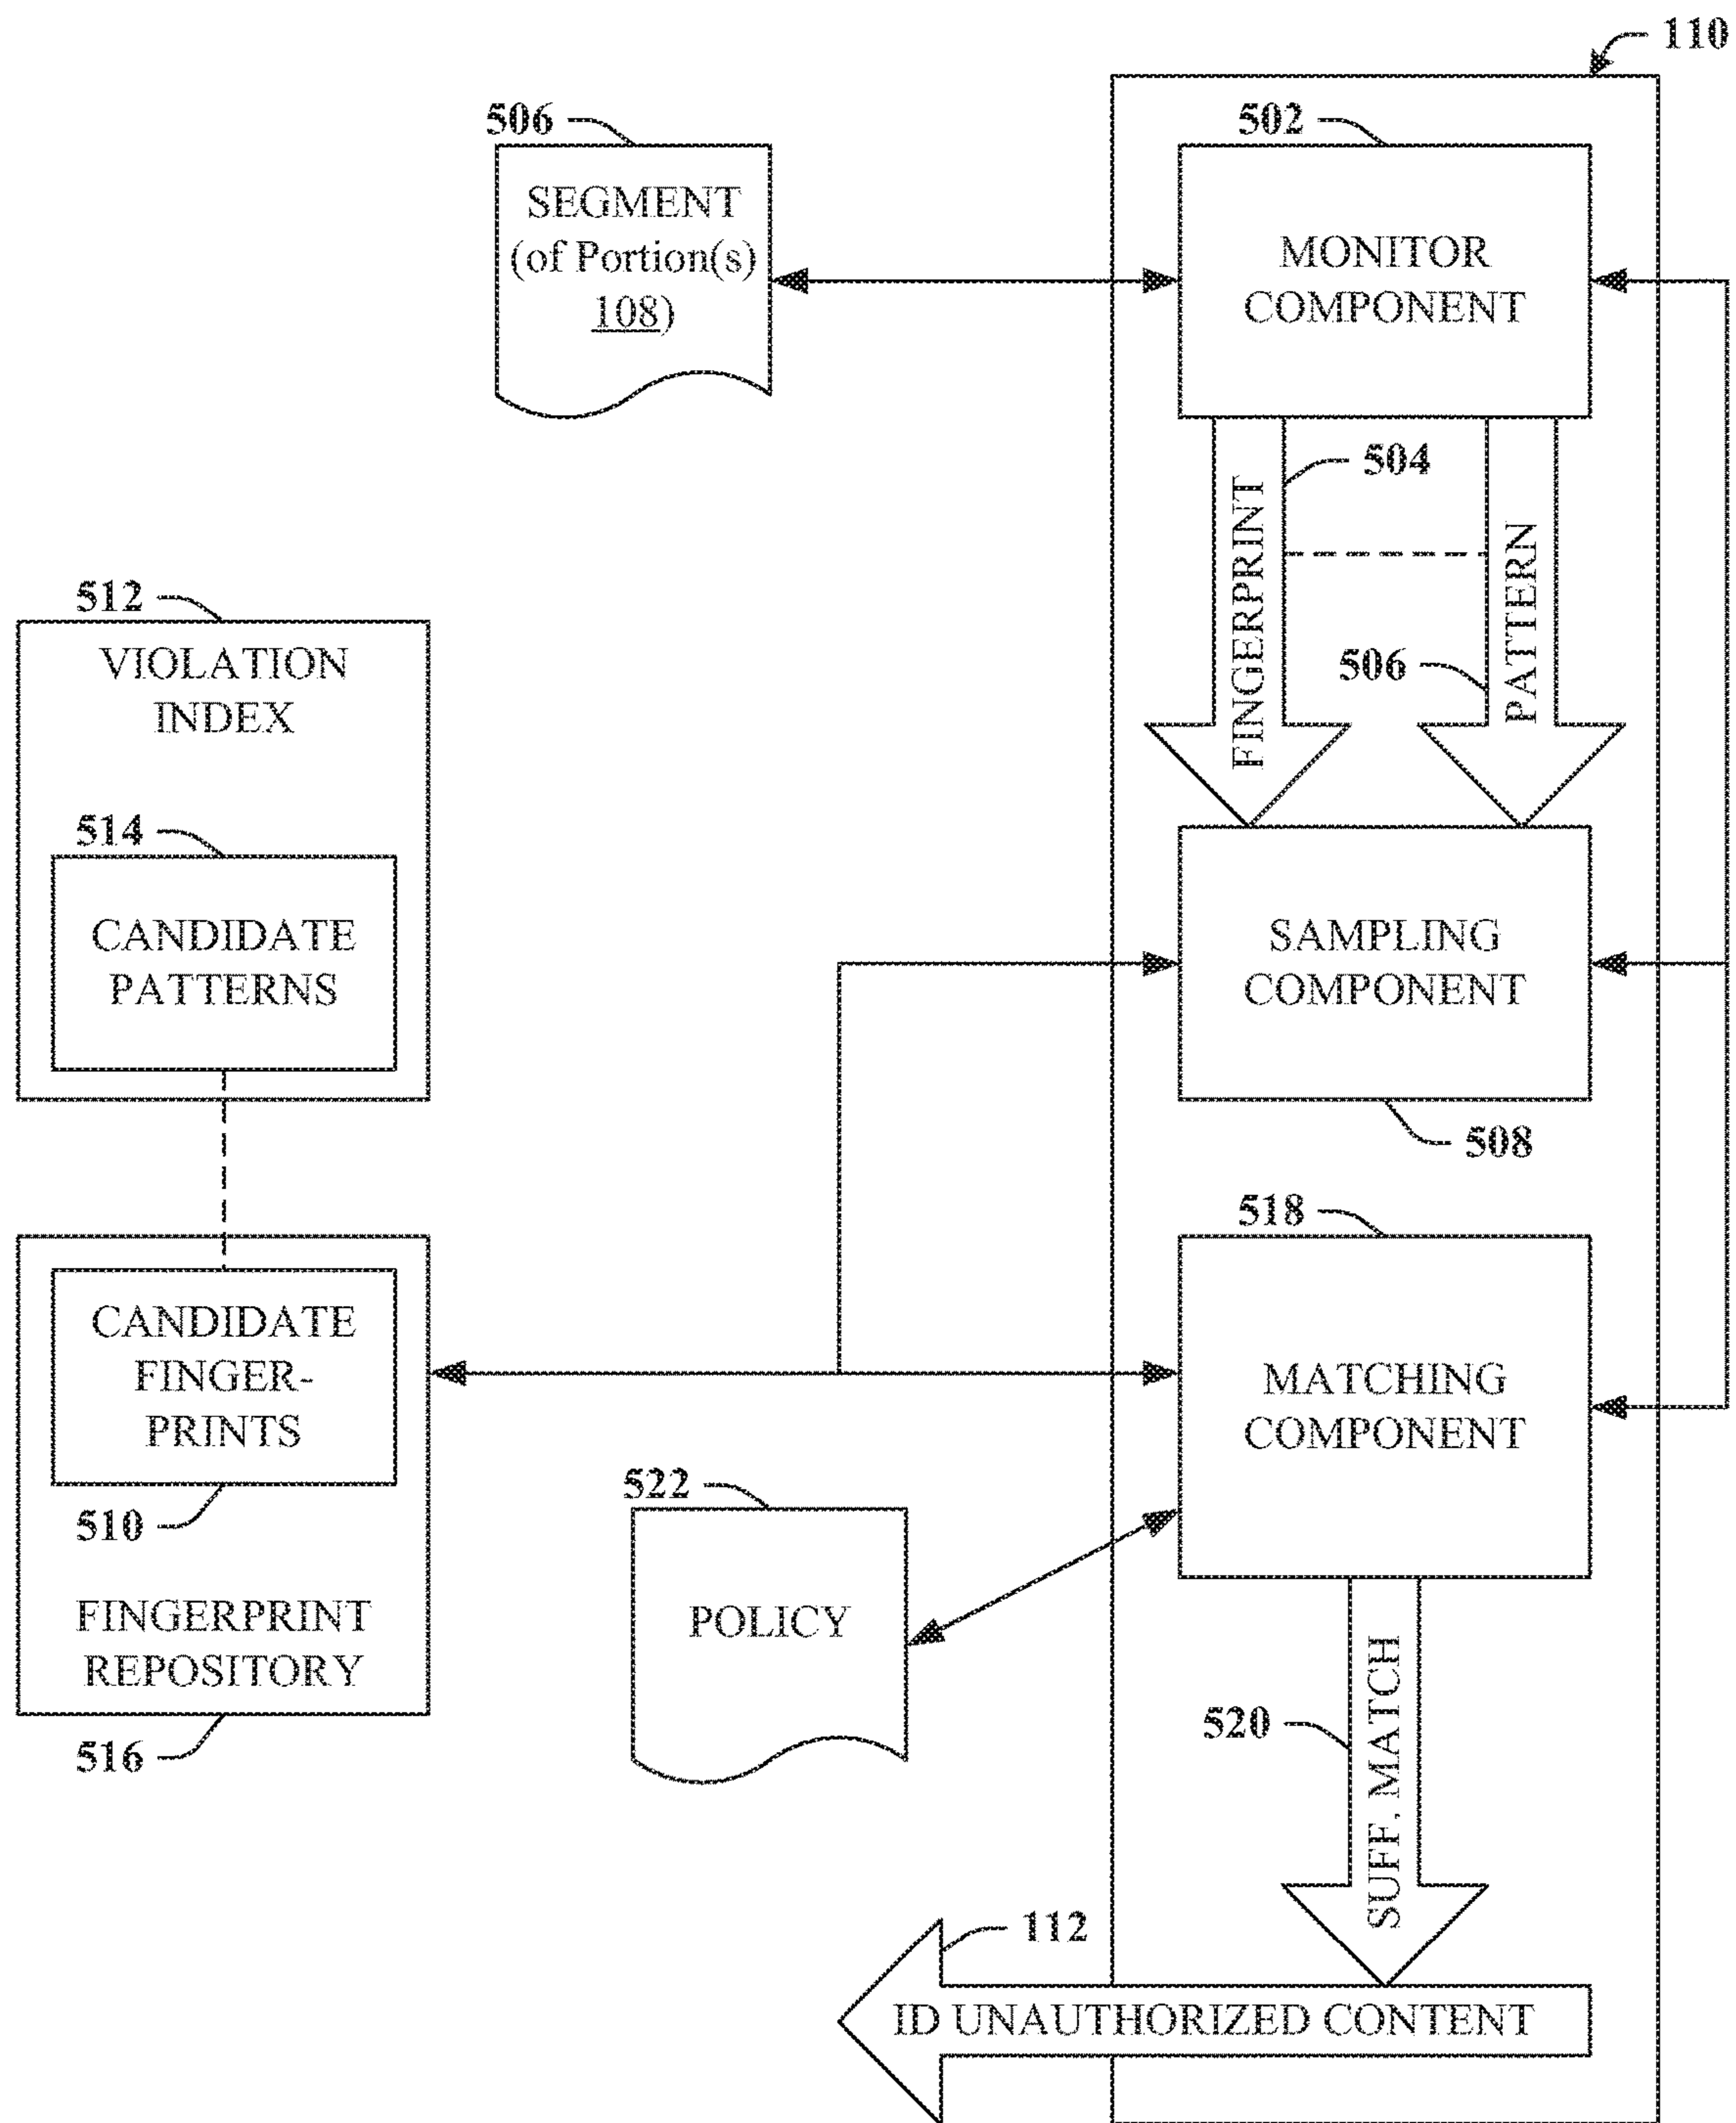 110
506
SEGMENT
(of Portion(s)
108)
502
MONITOR
COMPONENT
504
FINGERPRINT
506
PATTERN
512
VIOLATION
INDEX
514
CANDIDATE
PATTERNS
SAMPLING
COMPONENT
508
518
MATCHING
COMPONENT
CANDIDATE
FINGER-
PRINTS
510
FINGERPRINT
REPOSITORY
516
522
POLICY
520
SUFF. MATCH
112
ID UNAUTHORIZED CONTENT